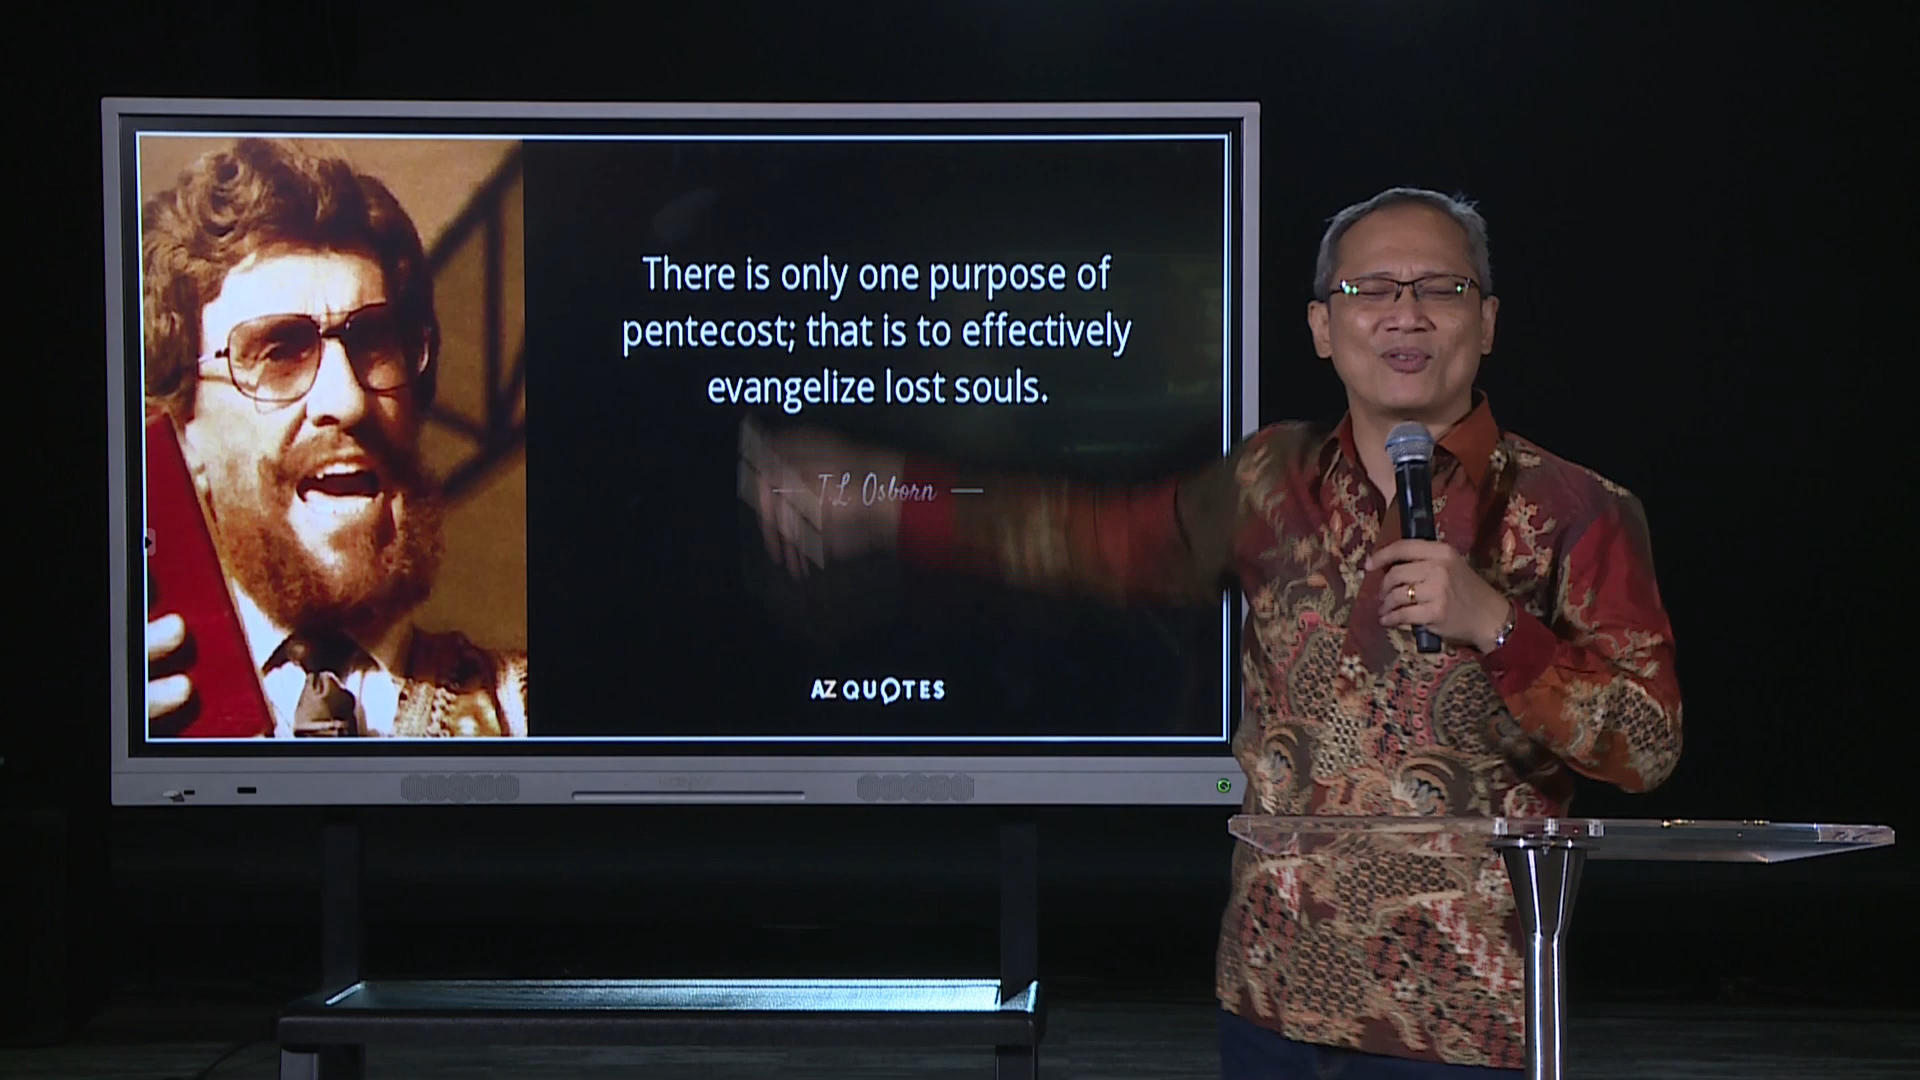 There is only one purpose of
pentecost; that is to effectively
evangelize lost souls.
— T.L. Osborn —
AZ QUOTES